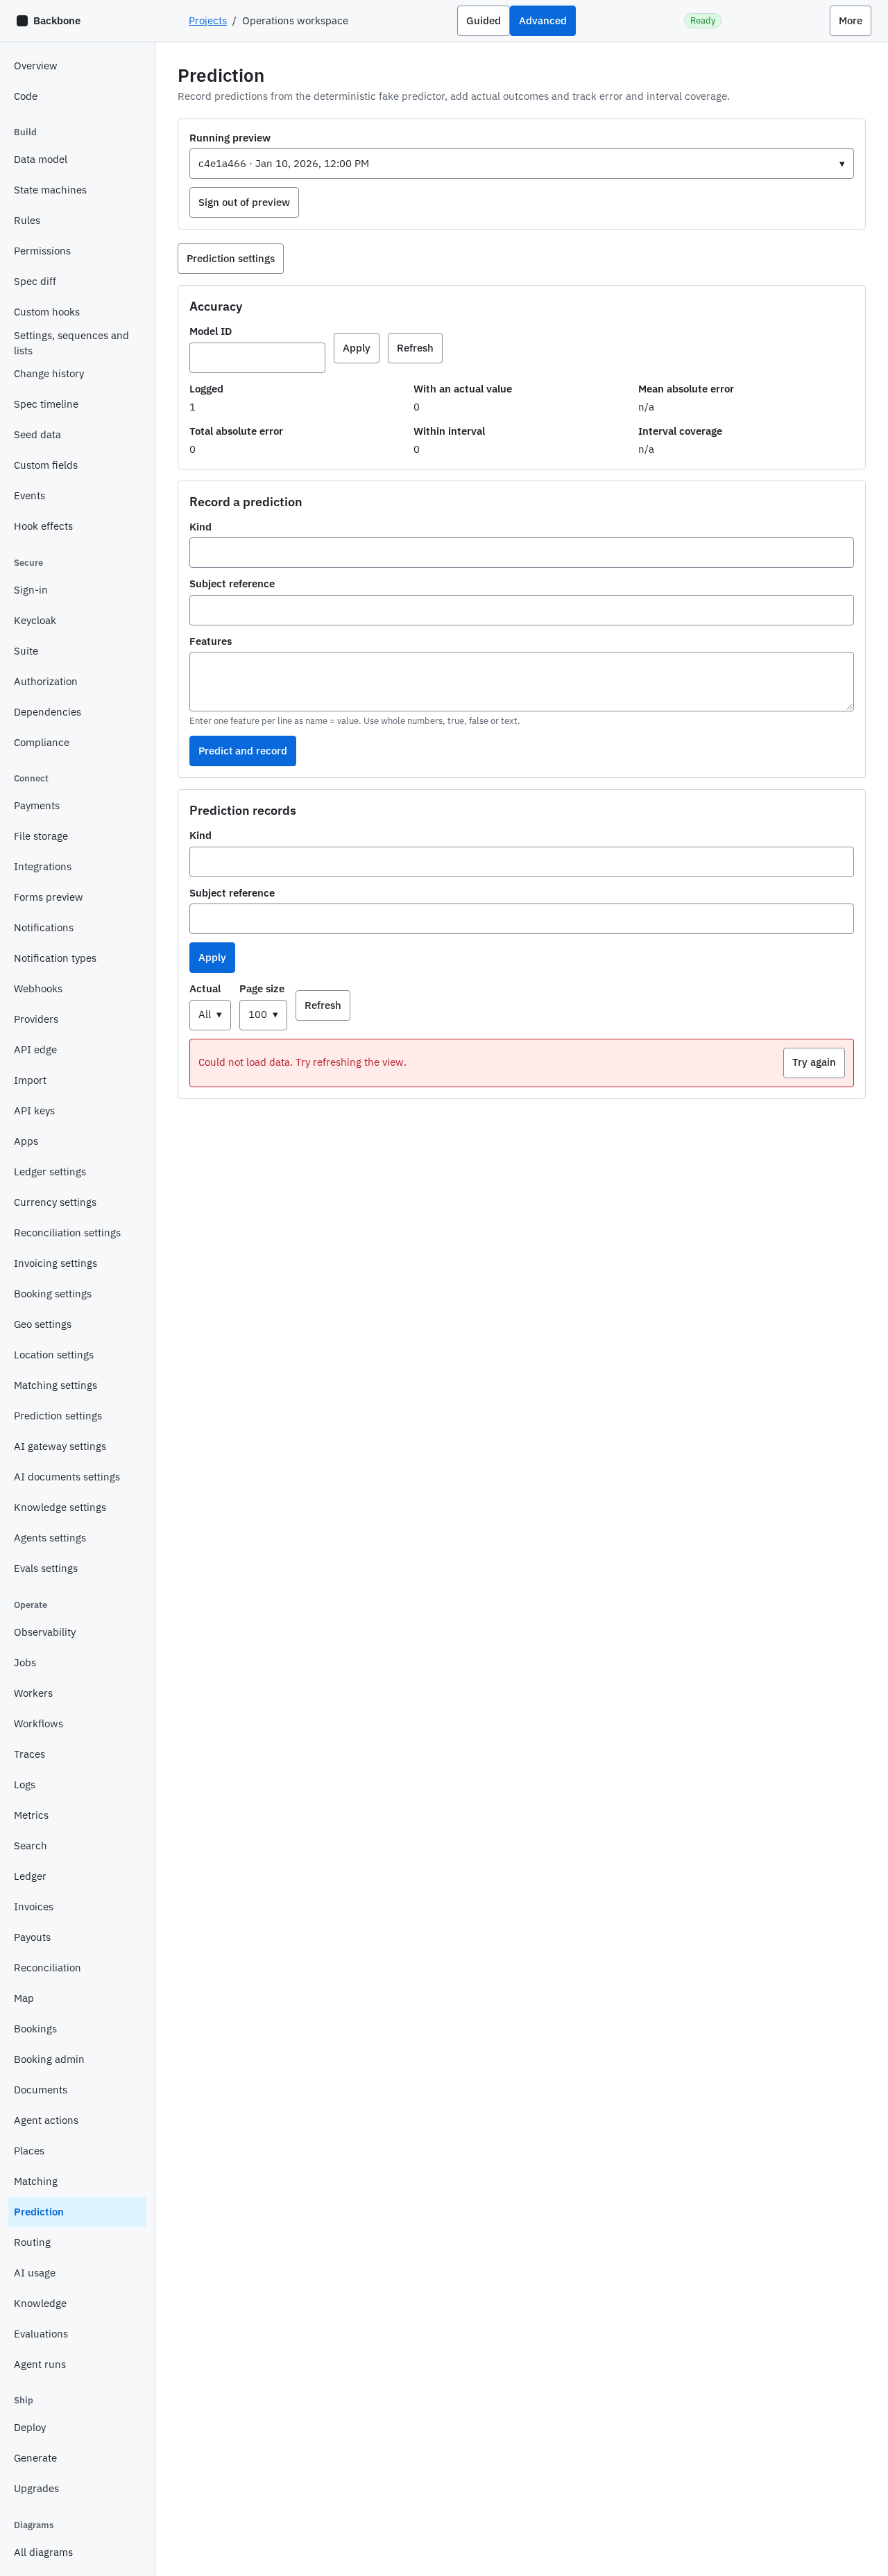 Backbone
Projects / Operations workspace
Guided
Advanced
Ready
More
Overview
Code
Build
Data model
State machines
Rules
Permissions
Spec diff
Custom hooks
Settings, sequences and
lists
Change history
Spec timeline
Seed data
Custom fields
Events
Hook effects
Secure
Sign-in
Keycloak
Suite
Authorization
Dependencies
Compliance
Connect
Payments
File storage
Integrations
Forms preview
Notifications
Notification types
Webhooks
Providers
API edge
Import
API keys
Apps
Ledger settings
Currency settings
Reconciliation settings
Invoicing settings
Booking settings
Geo settings
Location settings
Matching settings
Prediction settings
AI gateway settings
AI documents settings
Knowledge settings
Agents settings
Evals settings
Operate
Observability
Jobs
Workers
Workflows
Traces
Logs
Metrics
Search
Ledger
Invoices
Payouts
Reconciliation
Map
Bookings
Booking admin
Documents
Agent actions
Places
Matching
Prediction
Routing
AI usage
Knowledge
Evaluations
Agent runs
Ship
Deploy
Generate
Upgrades
Diagrams
All diagrams
Prediction
Record predictions from the deterministic fake predictor, add actual outcomes and track error and interval coverage.
Running preview
c4e1a466 · Jan 10, 2026, 12:00 PM
Sign out of preview
Prediction settings
Accuracy
Model ID
Apply
Refresh
Logged
1
With an actual value
0
Mean absolute error
n/a
Total absolute error
0
Within interval
0
Interval coverage
n/a
Record a prediction
Kind
Subject reference
Features
Enter one feature per line as name = value. Use whole numbers, true, false or text.
Predict and record
Prediction records
Kind
Subject reference
Apply
Actual
All
Page size
100
Refresh
Could not load data. Try refreshing the view.
Try again